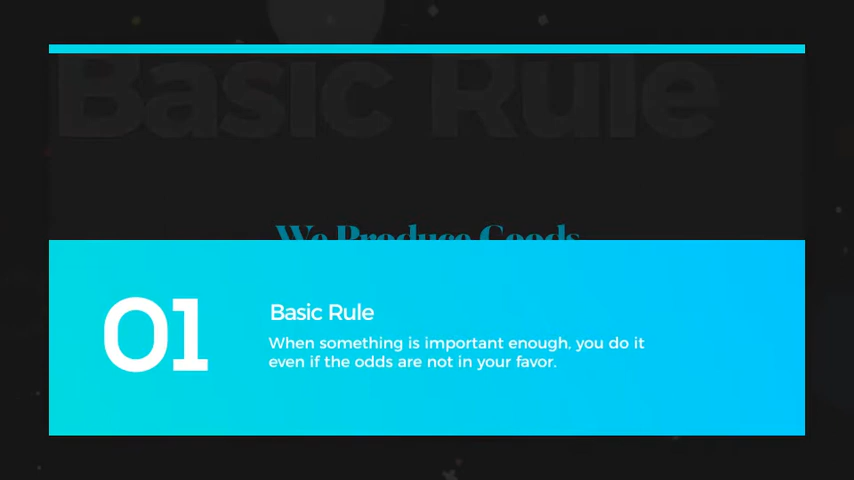 Basic Rule
We Produce Goods
01
Basic Rule
When something is important enough, you do it
even if the odds are not in your favor.